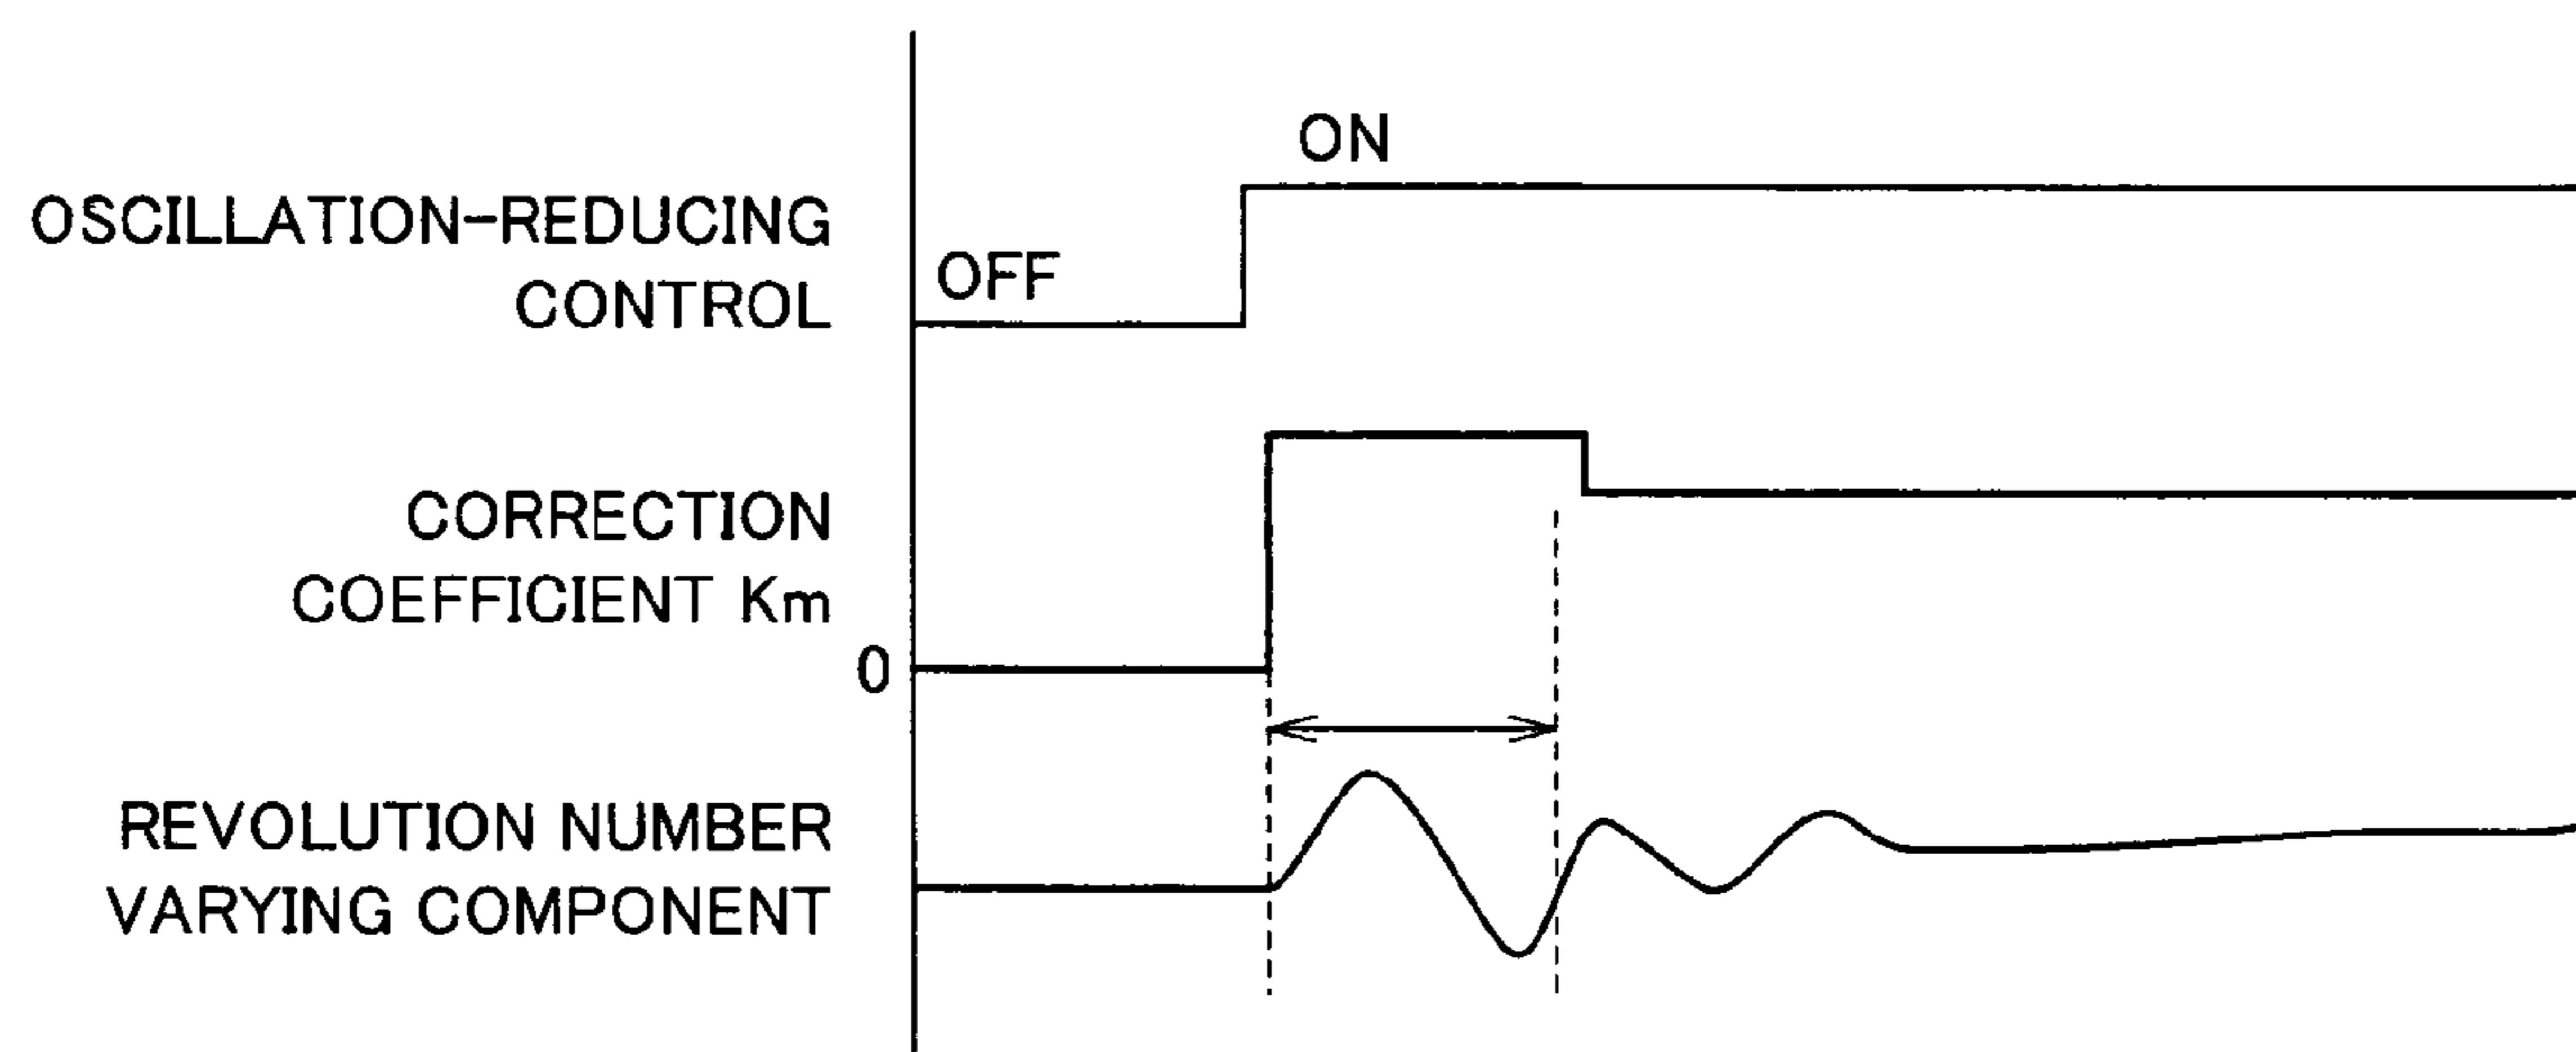 ON
OSCILLATION-REDUCING
CONTROL
OFF
CORRECTION
COEFFICIENT Km
0
REVOLUTION NUMBER
VARYING COMPONENT